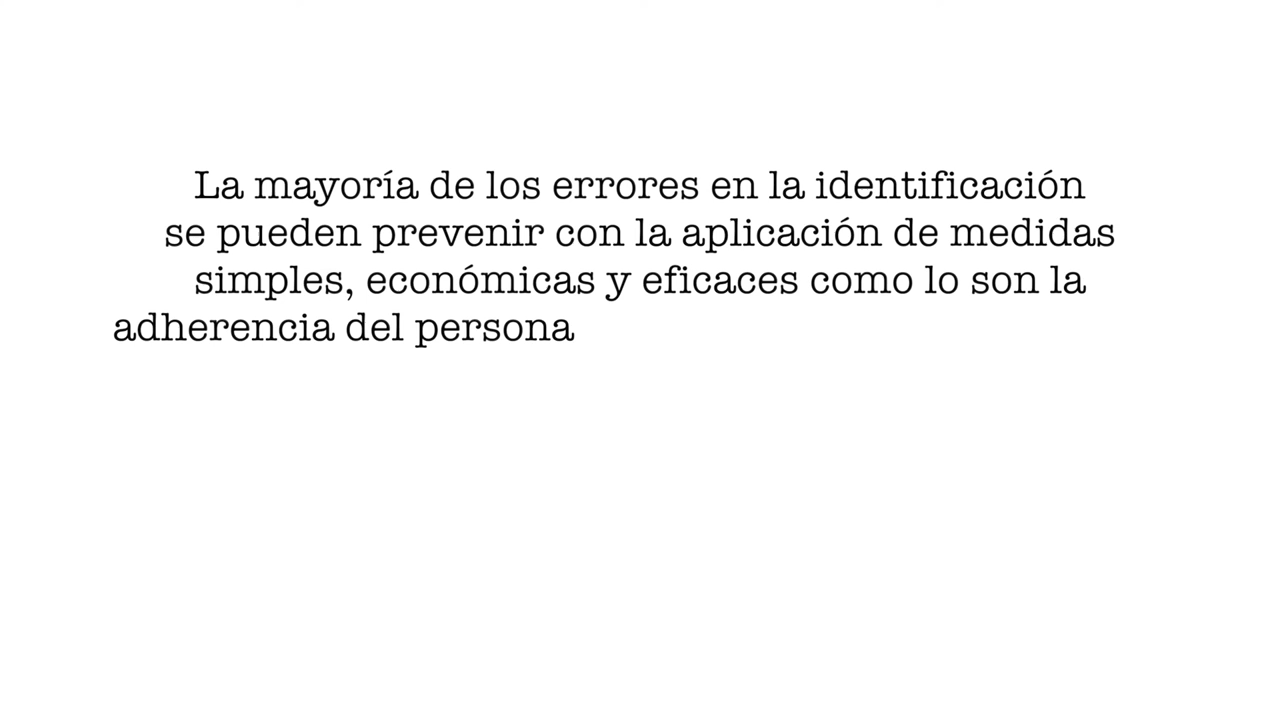 La mayoría de los errores en la identificación
se pueden prevenir con la aplicación de medidas
simples, económicas y eficaces como lo son la
adherencia del persona